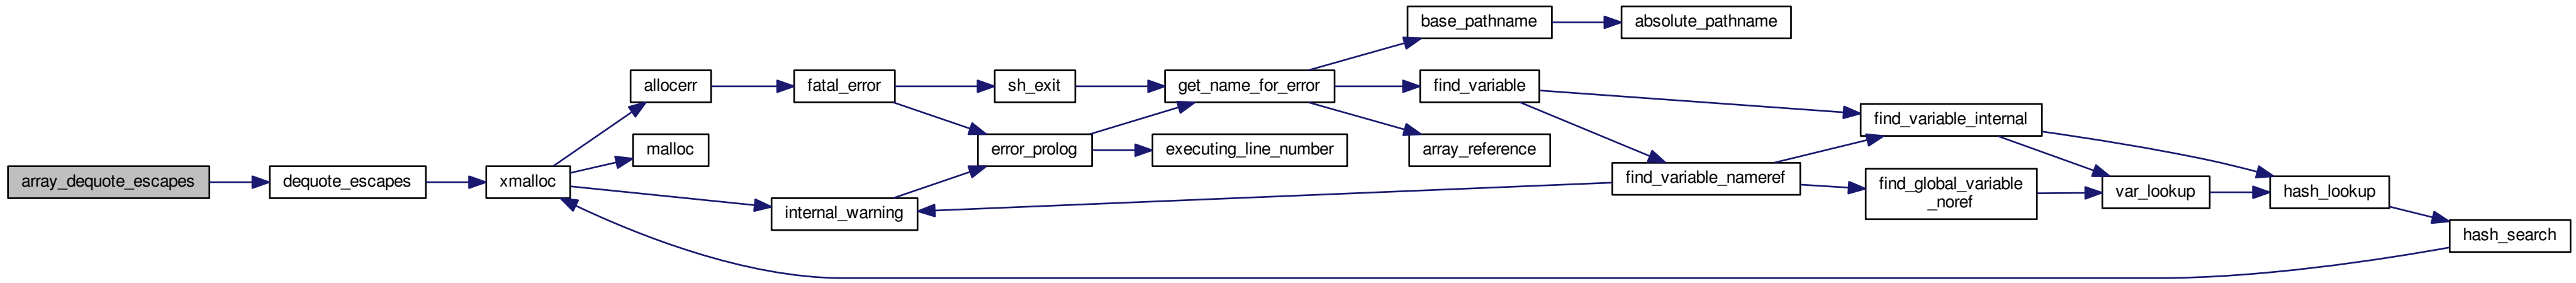 array_dequote_escapes
dequote_escapes
xmalloc
allocerr
malloc
internal_warning
fatal_error
sh_exit
error_prolog
get_name_for_error
executing_line_number
base_pathname
find_variable
array_reference
absolute_pathname
find_variable_nameref
find_variable_internal
find_global_variable
_noref
var_lookup
hash_lookup
hash_search